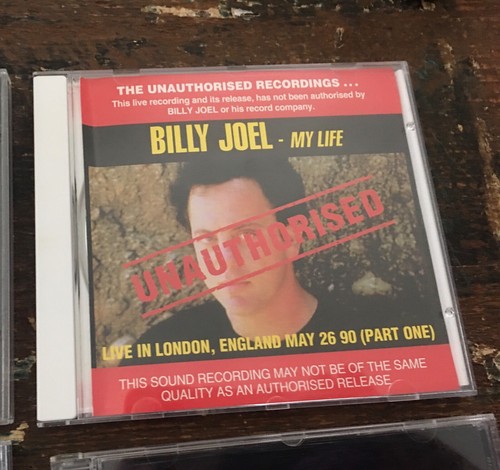 THE UNAUTHORISED RECORDINGS ...
This live recording and its release, has not been authorised by
BILLY JOEL or his record company.
BILLY JOEL - MY LIFE
UNAUTHORISED
LIVE IN LONDON, ENGLAND MAY 26 90 (PART ONE)
THIS SOUND RECORDING MAY NOT BE OF THE SAME
QUALITY AS AN AUTHORISED RELEASE